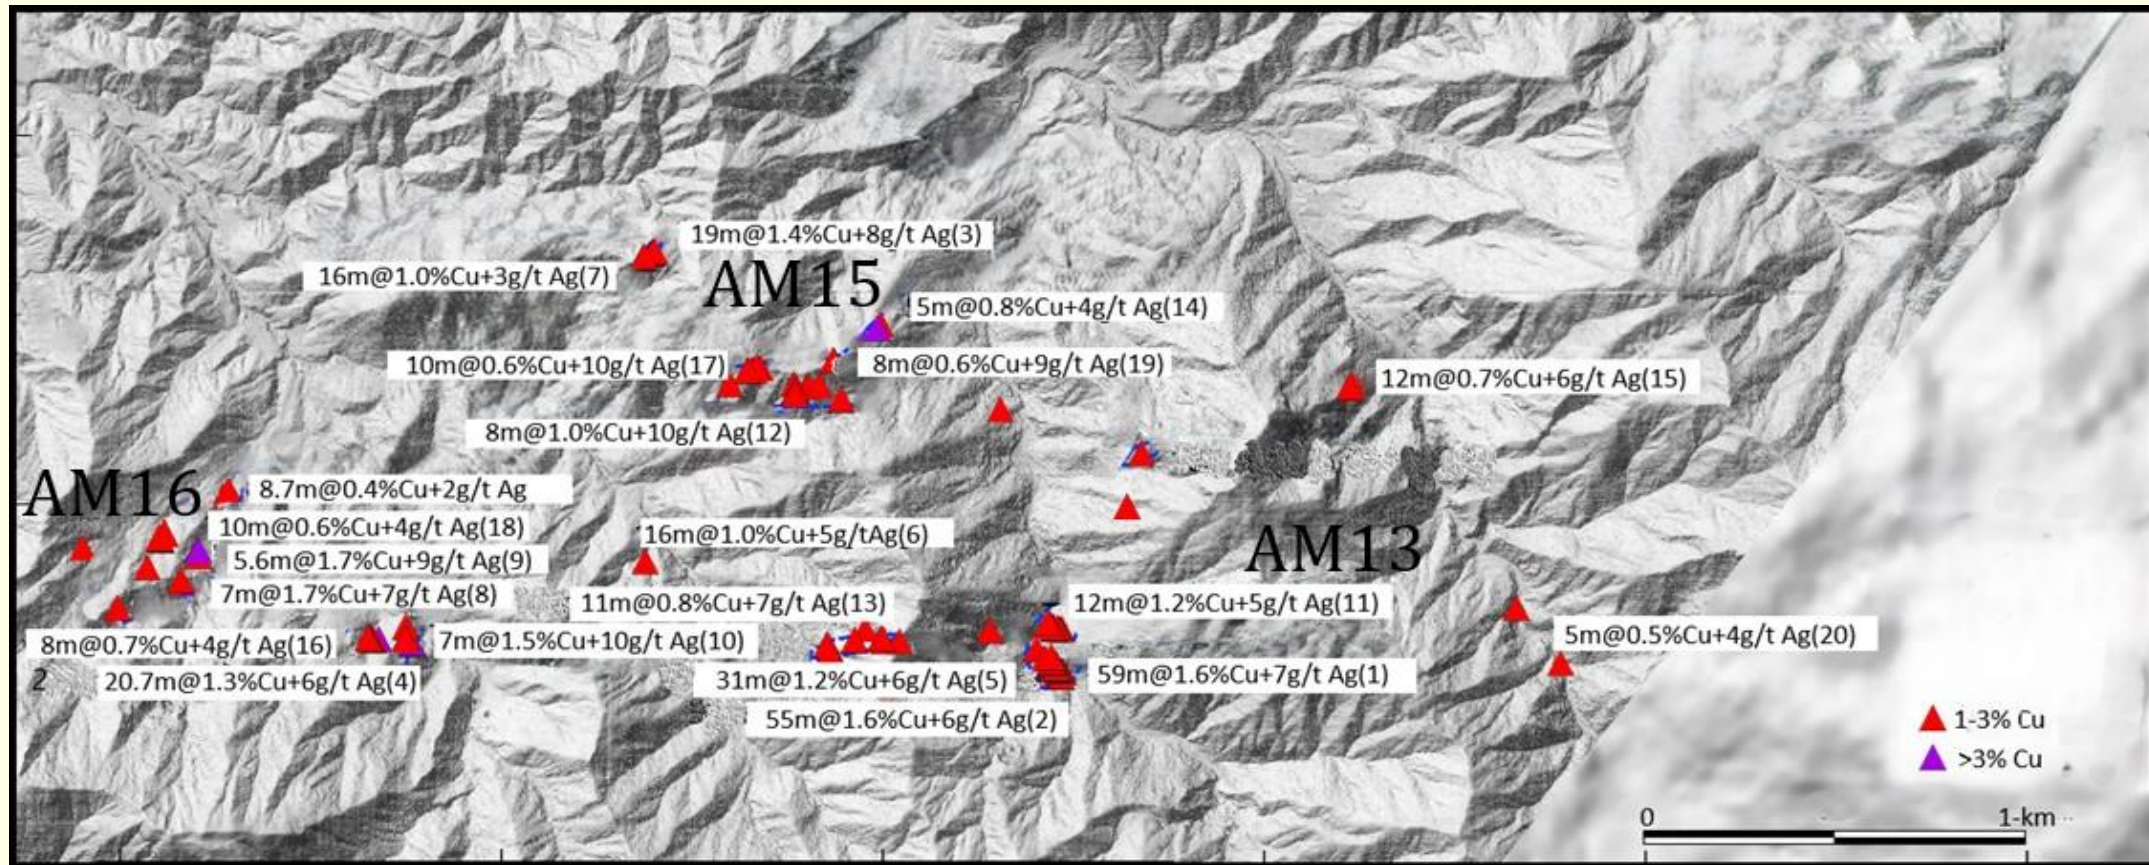 19m@1.4%Cu+8g/t Ag(3)
16m@1.0%Cu+3g/t Ag(7)
AM15
5m@0.8%Cu+4g/t Ag(14)
10m@0.6%Cu+10g/t Ag(17)
8m@0.6%Cu+9g/t Ag(19)
12m@0.7%Cu+6g/t Ag(15)
8m@1.0%Cu+10g/t Ag(12)
AM16
8.7m@0.4%Cu+2g/t Ag
10m@0.6%Cu+4g/t Ag(18)
16m@1.0%Cu+5g/tAg(6)
AM13
5.6m@1.7%Cu+9g/t Ag(9)
7m@1.7%Cu+7g/t Ag(8)
11m@0.8%Cu+7g/t Ag(13)
12m@1.2%Cu+5g/t Ag(11)
8m@0.7%Cu+4g/t Ag(16)
7m@1.5%Cu+10g/t Ag(10)
5m@0.5%Cu+4g/t Ag(20)
2
20.7m@1.3%Cu+6g/t Ag(4)
31m@1.2%Cu+6g/t Ag(5)
59m@1.6%Cu+7g/t Ag(1)
55m@1.6%Cu+6g/t Ag(2)
1-3% Cu
>3% Cu
0
1-km